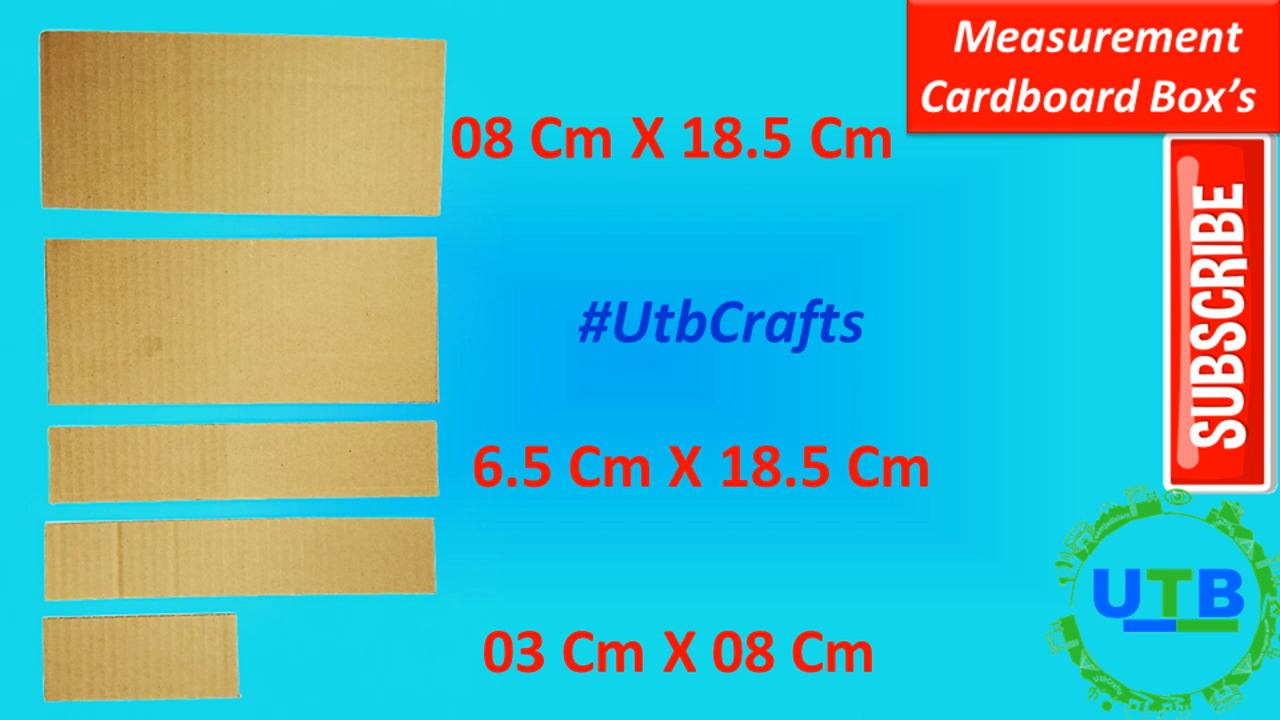 Measurement
Cardboard Box’s
08 Cm X 18.5 Cm
SUBSCRIBE
#UtbCrafts
6.5 Cm X 18.5 Cm
UTB
03 Cm X 08 Cm